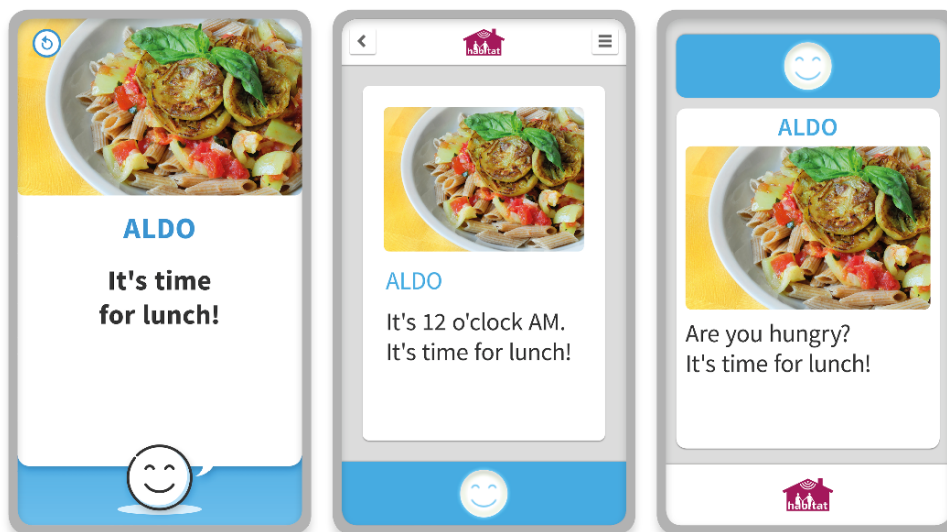 ALDO
It's time
for lunch!
habitat
ALDO
It's 12 o'clock AM.
It's time for lunch!
ALDO
Are you hungry?
It's time for lunch!
habitat